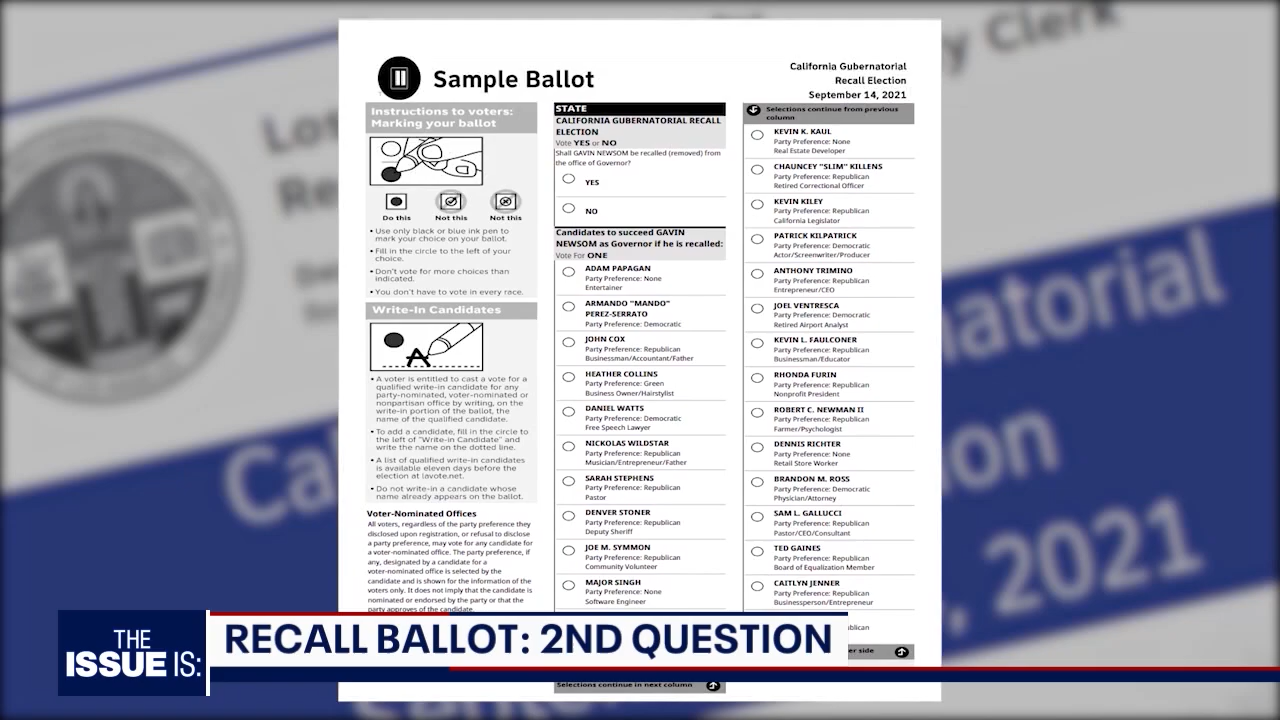 Sample Ballot
California Gubernatorial
Recall Election
September 14, 2021
Instructions to voters:
Marking your ballot
Do this
Not this
Not this
• Use only black or blue ink pen to
mark your choice on your ballot.
• Fill in the circle to the left of your
choice.
• Don't vote for more choices than
indicated.
• You don't have to vote in every race.
Write-In Candidates
A
• A voter is entitled to cast a vote for a
qualified write-in candidate for any
party-nominated, voter-nominated or
nonpartisan office by writing, on the
write-in portion of the ballot, the
name of the qualified candidate.
• To add a candidate, fill in the circle to
the left of "Write-in Candidate" and
write the name on the dotted line.
• A list of qualified write-in candidates
is available eleven days before the
election at lavote.net.
• Do not write-in a candidate whose
name already appears on the ballot.
Voter-Nominated Offices
All voters, regardless of the party preference they
disclosed upon registration, or refusal to disclose
a party preference, may vote for any candidate for
a voter-nominated office. The party preference, if
any, designated by a candidate for a
voter-nominated office is selected by the
candidate and is shown for the information of the
voters only. It does not imply that the candidate is
nominated or endorsed by the party or that the
party approves of the candidate.
STATE
CALIFORNIA GUBERNATORIAL RECALL
ELECTION
Vote YES or NO
Shall GAVIN NEWSOM be recalled (removed) from
the office of Governor?
YES
NO
Candidates to succeed GAVIN
NEWSOM as Governor if he is recalled:
Vote For ONE
ADAM PAPAGAN
Party Preference: None
Entertainer
ARMANDO "MANDO"
PEREZ-SERRATO
Party Preference: Democratic
JOHN COX
Party Preference: Republican
Businessman/Accountant/Father
HEATHER COLLINS
Party Preference: Green
Business Owner/Hairstylist
DANIEL WATTS
Party Preference: Democratic
Free Speech Lawyer
NICKOLAS WILDSTAR
Party Preference: Republican
Musician/Entrepreneur/Father
SARAH STEPHENS
Party Preference: Republican
Pastor
DENVER STONER
Party Preference: Republican
Deputy Sheriff
JOE M. SYMMON
Party Preference: Republican
Community Volunteer
MAJOR SINGH
Party Preference: None
Software Engineer
Selections continue in next column
Selections continue from previous
column
KEVIN K. KAUL
Party Preference: None
Real Estate Developer
CHAUNCEY "SLIM" KILLENS
Party Preference: Republican
Retired Correctional Officer
KEVIN KILEY
Party Preference: Republican
California Legislator
PATRICK KILPATRICK
Party Preference: Democratic
Actor/Screenwriter/Producer
ANTHONY TRIMINO
Party Preference: Republican
Entrepreneur/CEO
JOEL VENTRESCA
Party Preference: Democratic
Retired Airport Analyst
KEVIN L. FAULCONER
Party Preference: Republican
Businessman/Educator
RHONDA FURIN
Party Preference: Republican
Nonprofit President
ROBERT C. NEWMAN II
Party Preference: Republican
Farmer/Psychologist
DENNIS RICHTER
Party Preference: None
Retail Store Worker
BRANDON M. ROSS
Party Preference: Democratic
Physician/Attorney
SAM L. GALLUCCI
Party Preference: Republican
Pastor/CEO/Consultant
TED GAINES
Party Preference: Republican
Board of Equalization Member
CAITLYN JENNER
Party Preference: Republican
Businessperson/Entrepreneur
side
THE
ISSUE IS:
RECALL BALLOT: 2ND QUESTION
Clerk
2021